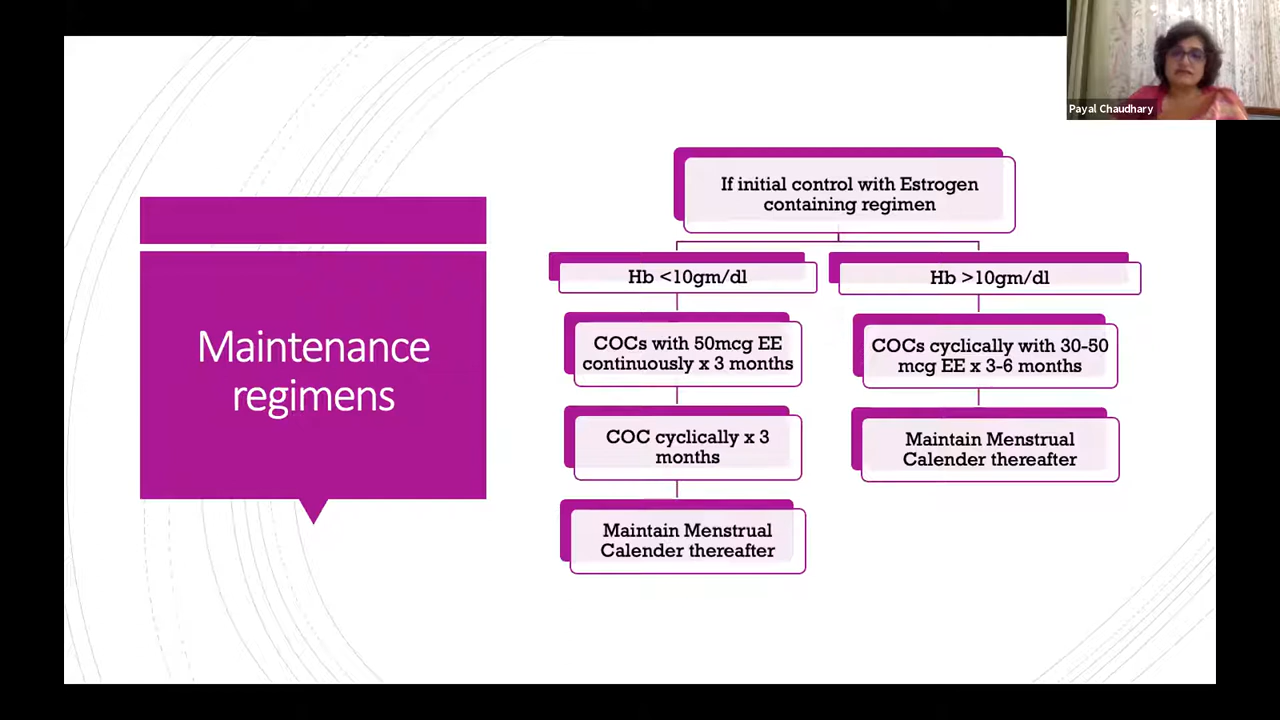 Payal Chaudhary
Maintenance
regimens
If initial control with Estrogen
containing regimen
Hb <10gm/dl
COCs with 50mcg EE
continuously x 3 months
COC cyclically x 3
months
Maintain Menstrual
Calender thereafter
Hb >10gm/dl
COCs cyclically with 30-50
mcg EE x 3-6 months
Maintain Menstrual
Calender thereafter